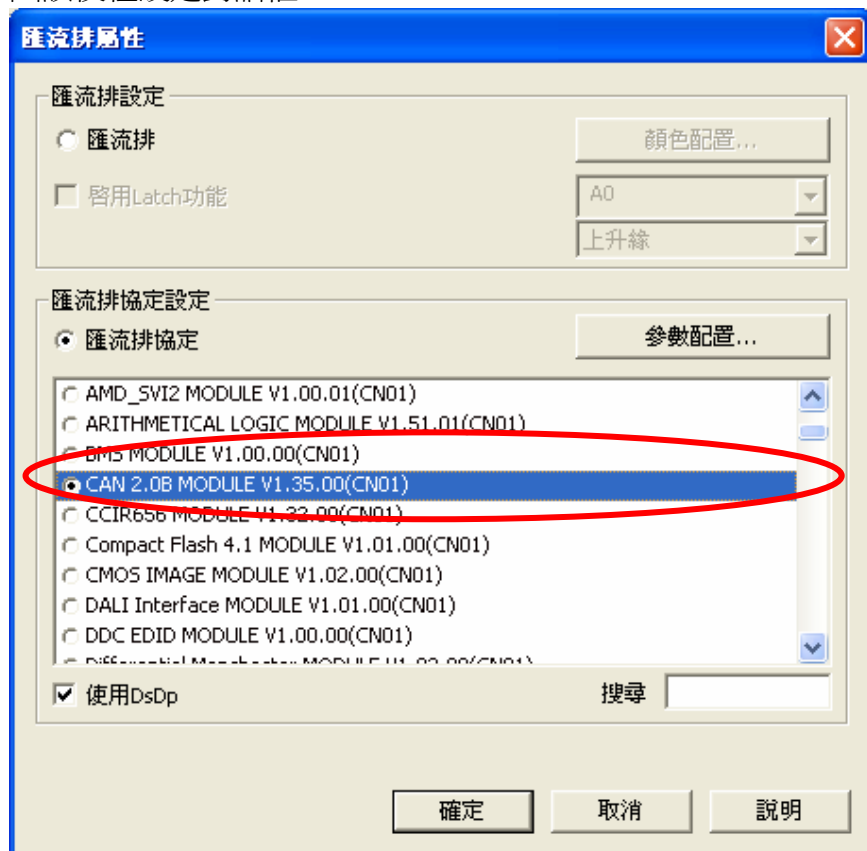 匯流排屬性
匯流排設定
匯流排
顏色配置...
啓用Latch功能
A0
上升緣
匯流排協定設定
匯流排協定
參數配置...
AMD_SVI2 MODULE V1.00.01(CN01)
ARITHMETICAL LOGIC MODULE V1.51.01(CN01)
BMS MODULE V1.00.00(CN01)
CAN 2.0B MODULE V1.35.00(CN01)
CCIR656 MODULE V1.32.00(CN01)
Compact Flash 4.1 MODULE V1.01.00(CN01)
CMOS IMAGE MODULE V1.02.00(CN01)
DALI Interface MODULE V1.01.00(CN01)
DDC EDID MODULE V1.00.00(CN01)
使用DsDp
搜尋
確定
取消
說明